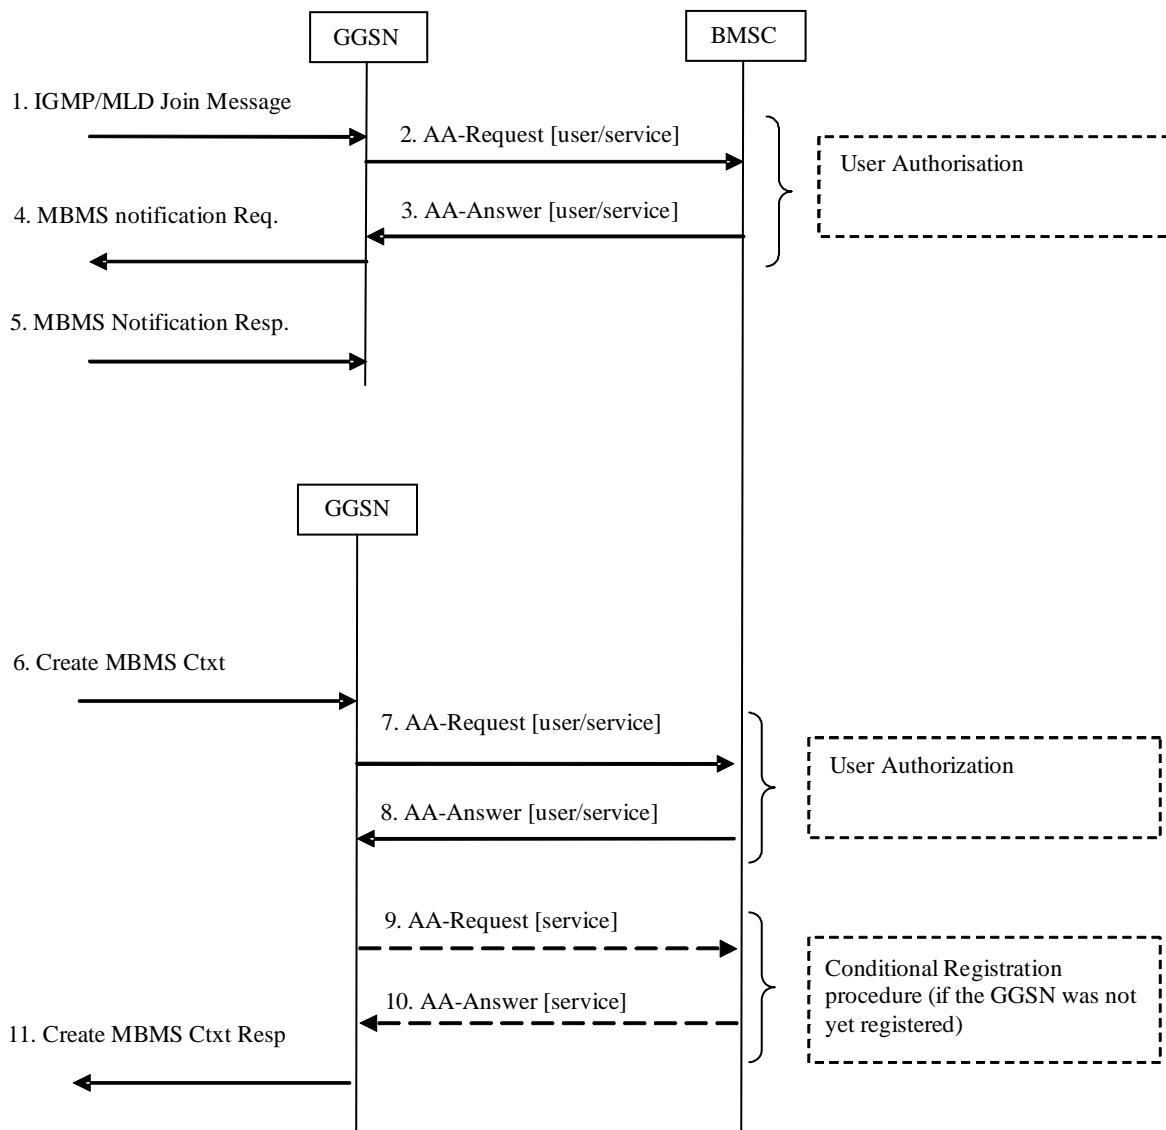 GGSN
BMSC
1. IGMP/MLD Join Message
2. AA-Request [user/service]
User Authorisation
3. AA-Answer [user/service]
4. MBMS notification Req.
5. MBMS Notification Resp.
GGSN
6. Create MBMS Ctxt
7. AA-Request [user/service]
User Authorization
8. AA-Answer [user/service]
9. AA-Request [service]
Conditional Registration
procedure (if the GGSN was not
yet registered)
10. AA-Answer [service]
11. Create MBMS Ctxt Resp